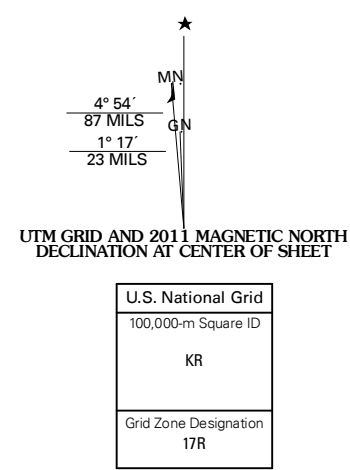 MN
4° 54´
87 MILS
GN
1° 17´
23 MILS
UTM GRID AND 2011 MAGNETIC NORTH
DECLINATION AT CENTER OF SHEET
U.S. National Grid
100,000-m Square ID
KR
Grid Zone Designation
17R